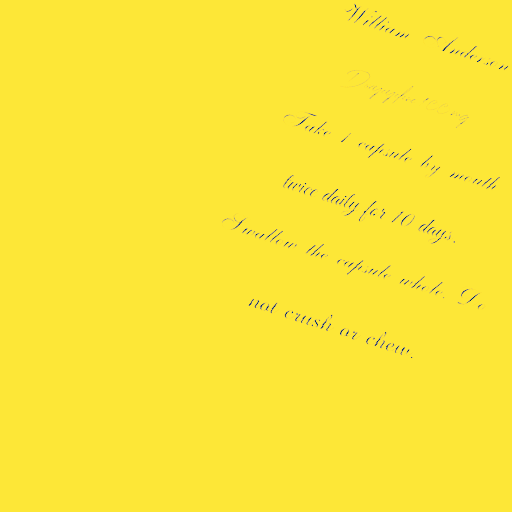 William Anderson
Take 1 capsule by mouth
twice daily for 10 days.
Swallow the capsule whole. Do
not crush or chew.